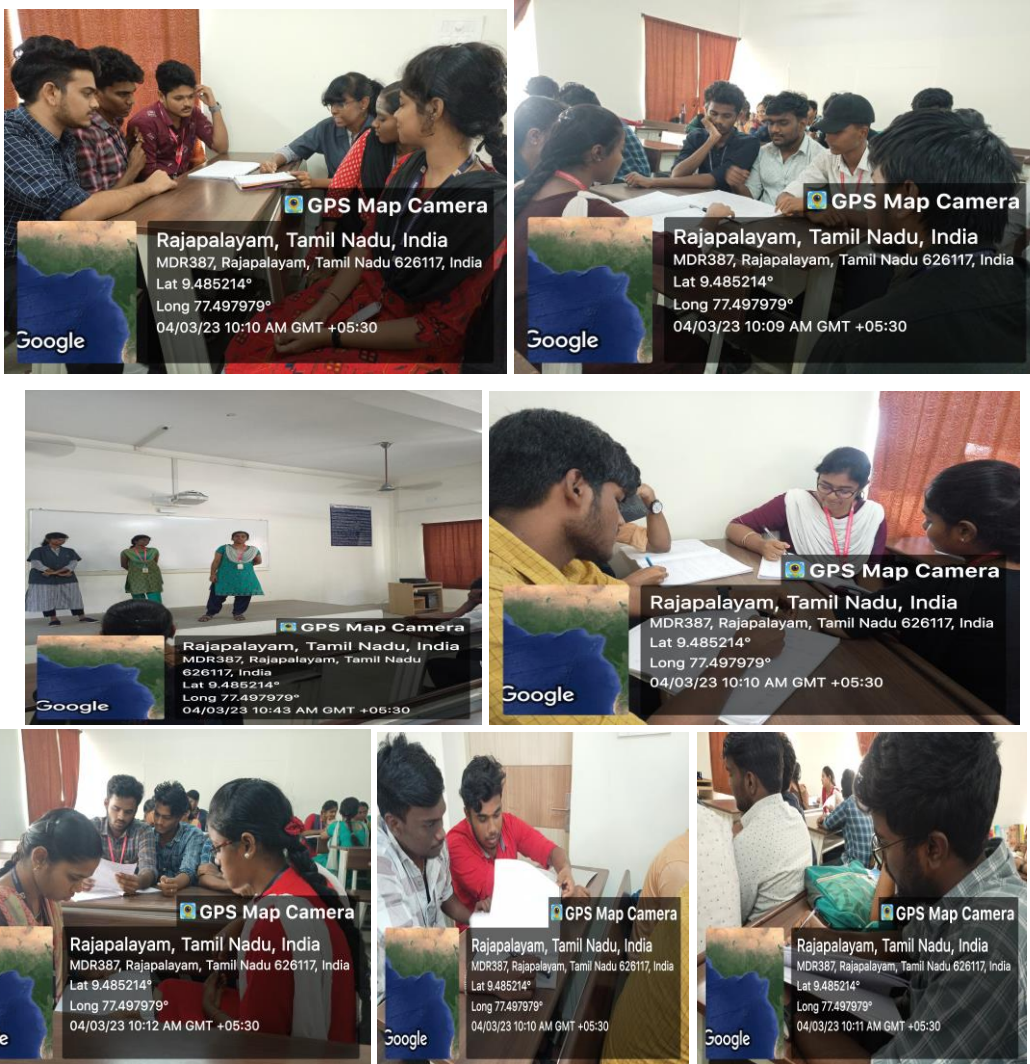 GPS Map Camera
Rajapalayam, Tamil Nadu, India
MDR387, Rajapalayam, Tamil Nadu 626117, India
Lat 9.485214°
Long 77.497979°
04/03/23 10:10 AM GMT +05:30
Google
GPS Map Camera
Rajapalayam, Tamil Nadu, India
MDR387, Rajapalayam, Tamil Nadu 626117, India
Lat 9.485214°
Long 77.497979°
04/03/23 10:09 AM GMT +05:30
Google
GPS Map Camera
Rajapalayam, Tamil Nadu, India
MDR387, Rajapalayam, Tamil Nadu
626117, India
Lat 9.485214°
Long 77.497979°
04/03/23 10:43 AM GMT +05:30
Google
GPS Map Camera
Rajapalayam, Tamil Nadu, India
MDR387, Rajapalayam, Tamil Nadu 626117, India
Lat 9.485214°
Long 77.497979°
04/03/23 10:10 AM GMT +05:30
Google
GPS Map Camera
Rajapalayam, Tamil Nadu, India
MDR387, Rajapalayam, Tamil Nadu 626117, India
Lat 9.485214°
Long 77.497979°
04/03/23 10:12 AM GMT +05:30
e
GPS Map Camera
Rajapalayam, Tamil Nadu, India
MDR387, Rajapalayam, Tamil Nadu 626117, India
Lat 9.485214°
Long 77.497979°
04/03/23 10:10 AM GMT +05:30
Google
GPS Map Camera
Rajapalayam, Tamil Nadu, India
MDR387, Rajapalayam, Tamil Nadu 626117, India
Lat 9.485214°
Long 77.497979°
04/03/23 10:11 AM GMT +05:30
Google